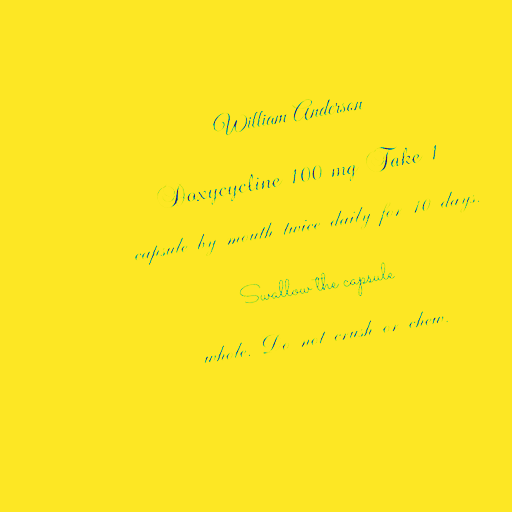 William Anderson
Doxycycline 100 mg Take 1
capsule by mouth twice daily for 10 days.
Swallow the capsule
whole. Do not crush or chew.